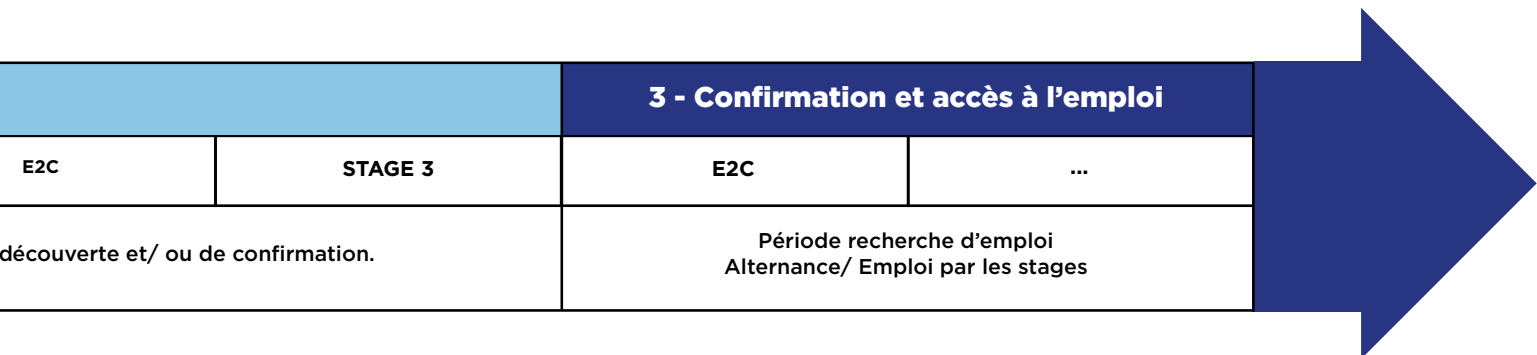 3 - Confirmation et accès à l’emploi
E2C
STAGE 3
E2C
...
découverte et/ ou de confirmation.
Période recherche d’emploi
Alternance/ Emploi par les stages